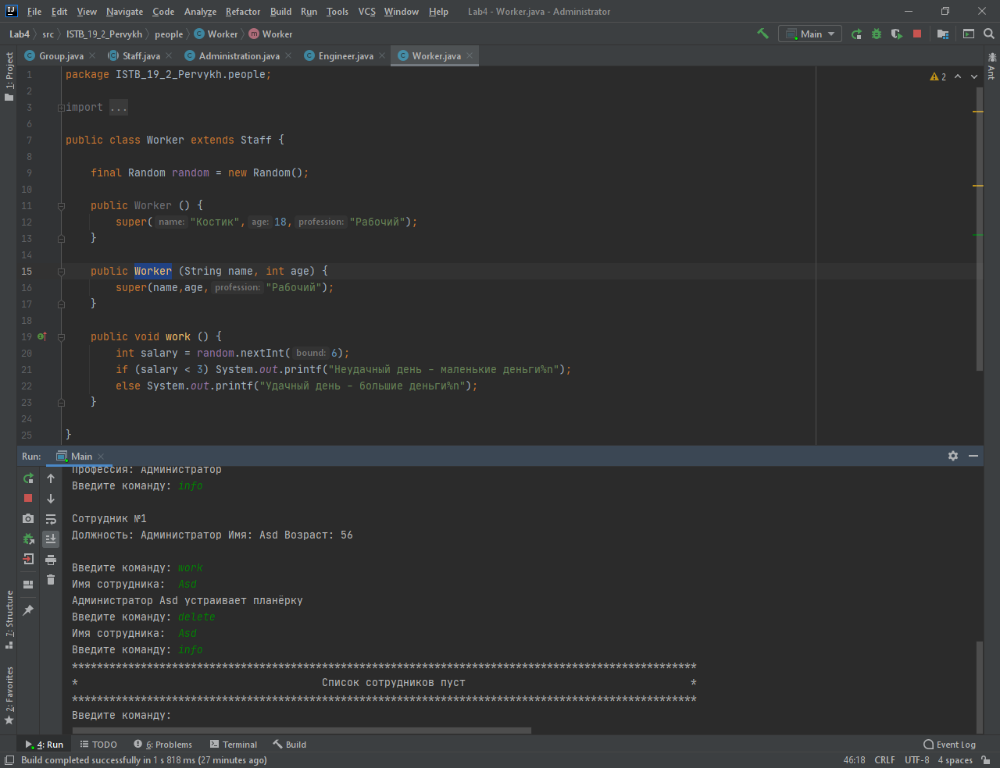 File Edit View Navigate Code Analyze Refactor Build Run Tools VCS Window Help Lab4 - Worker.java - Administrator
Lab4 src ISTB_19_2_Pervykh people Worker Worker Main
Group.java Staff.java Administration.java Engineer.java Worker.java
1: Project
Ant
1 package ISTB_19_2_Pervykh.people; 2
2
3 import ...
6
7 public class Worker extends Staff {
8
9 final Random random = new Random();
10
11 public Worker () {
12 super( name: "Костик", age: 18, profession: "Рабочий");
13 }
14
15 public Worker (String name, int age) {
16 super(name,age, profession: "Рабочий");
17 }
18
19 public void work () {
20 int salary = random.nextInt( bound: 6);
21 if (salary < 3) System.out.printf("Неудачный день - маленькие деньги%n");
22 else System.out.printf("Удачный день - большие деньги%n");
23 }
24
25 }
Run: Main
Профессия: Администратор
Введите команду: info
Сотрудник №1
Должность: Администратор Имя: Asd Возраст: 56
Введите команду: work
Имя сотрудника: Asd
Администратор Asd устраивает планёрку
Введите команду: delete
Имя сотрудника: Asd
Введите команду: info
****************************************************************************************************
* Список сотрудников пуст *
****************************************************************************************************
Введите команду:
7: Structure
2: Favorites
4: Run TODO 6: Problems Terminal Build Event Log
Build completed successfully in 1 s 818 ms (27 minutes ago) 46:18 CRLF UTF-8 4 spaces